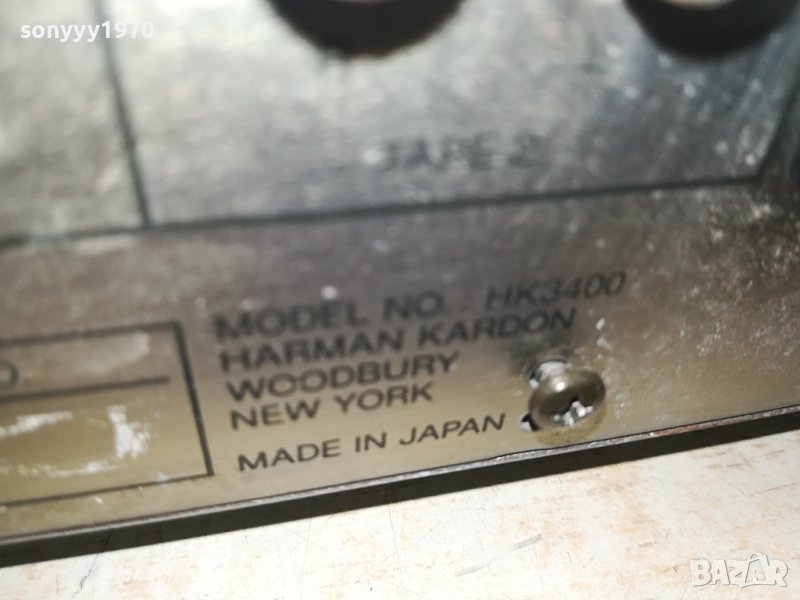 sonyyy1970
TAPE 2
MODEL NO. HK3400
HARMAN KARDON
WOODBURY
NEW YORK
MADE IN JAPAN
BAZAR